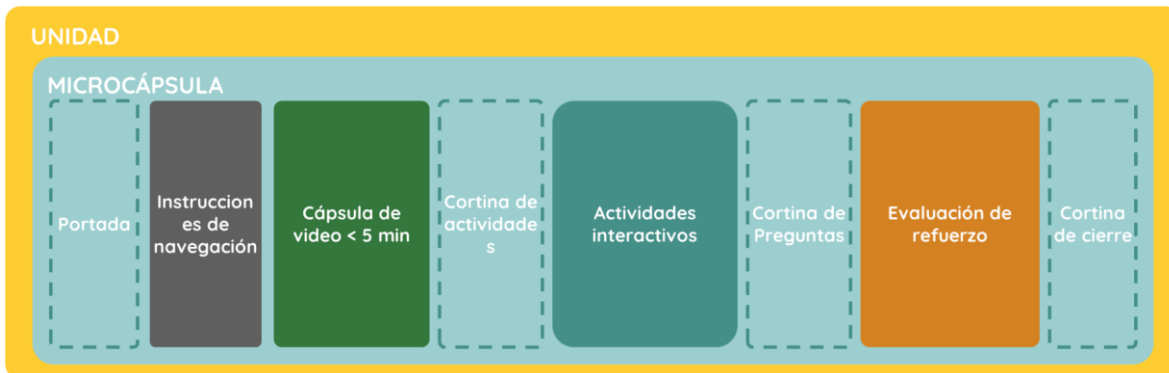 UNIDAD
MICROCÁPSULA
Portada
Instruccion
es de
navegación
Cápsula de
video < 5 min
Cortina de
actividade
s
Actividades
interactivos
Cortina de
Preguntas
Evaluación de
refuerzo
Cortina
de cierre